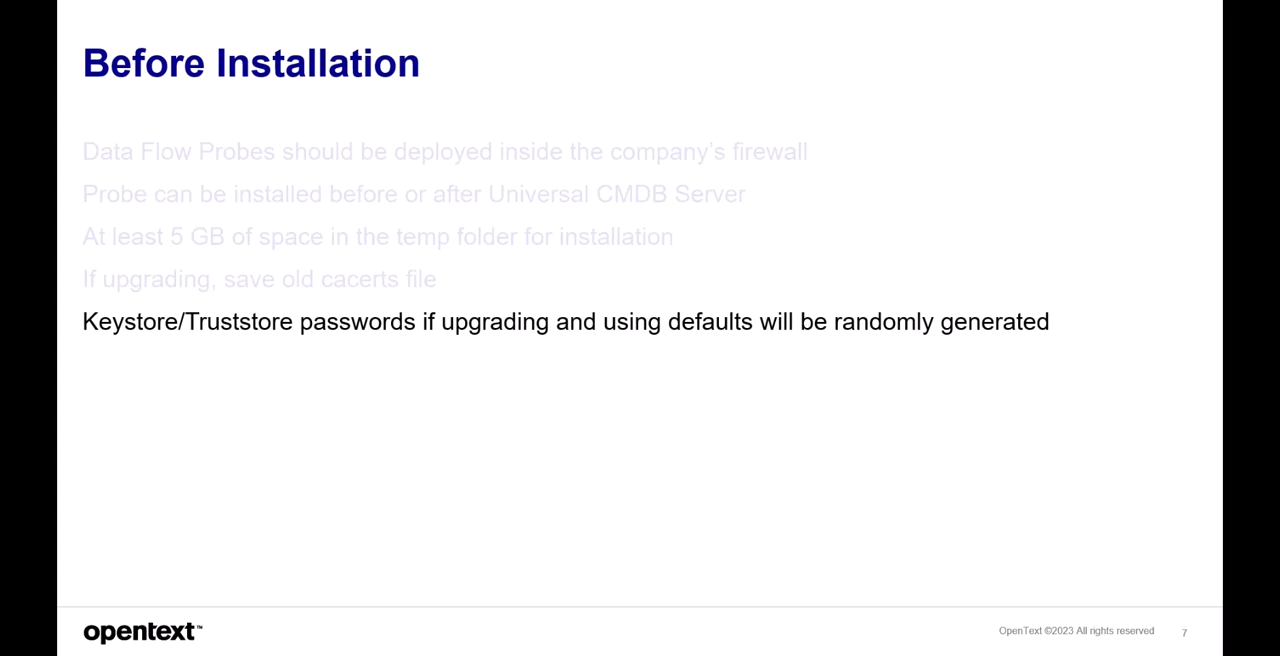 Before Installation
Data Flow Probes should be deployed inside the company’s firewall
Probe can be installed before or after Universal CMDB Server
At least 5 GB of space in the temp folder for installation
If upgrading, save old cacerts file
Keystore/Truststore passwords if upgrading and using defaults will be randomly generated
opentext™
OpenText ©2023 All rights reserved 7